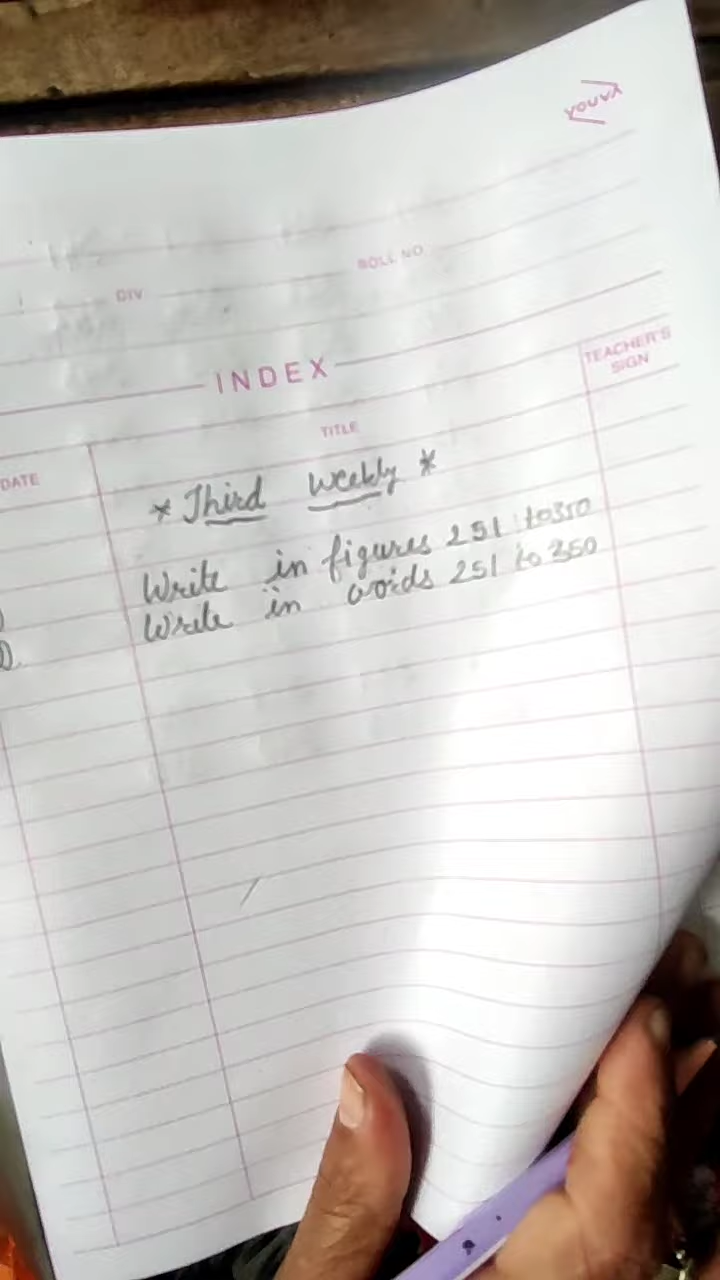 YOUVA
DIV ROLL NO
INDEX
DATE TITLE TEACHER'S SIGN
* Third Weekly *
Write in figures 251 to 350
Write in words 251 to 350